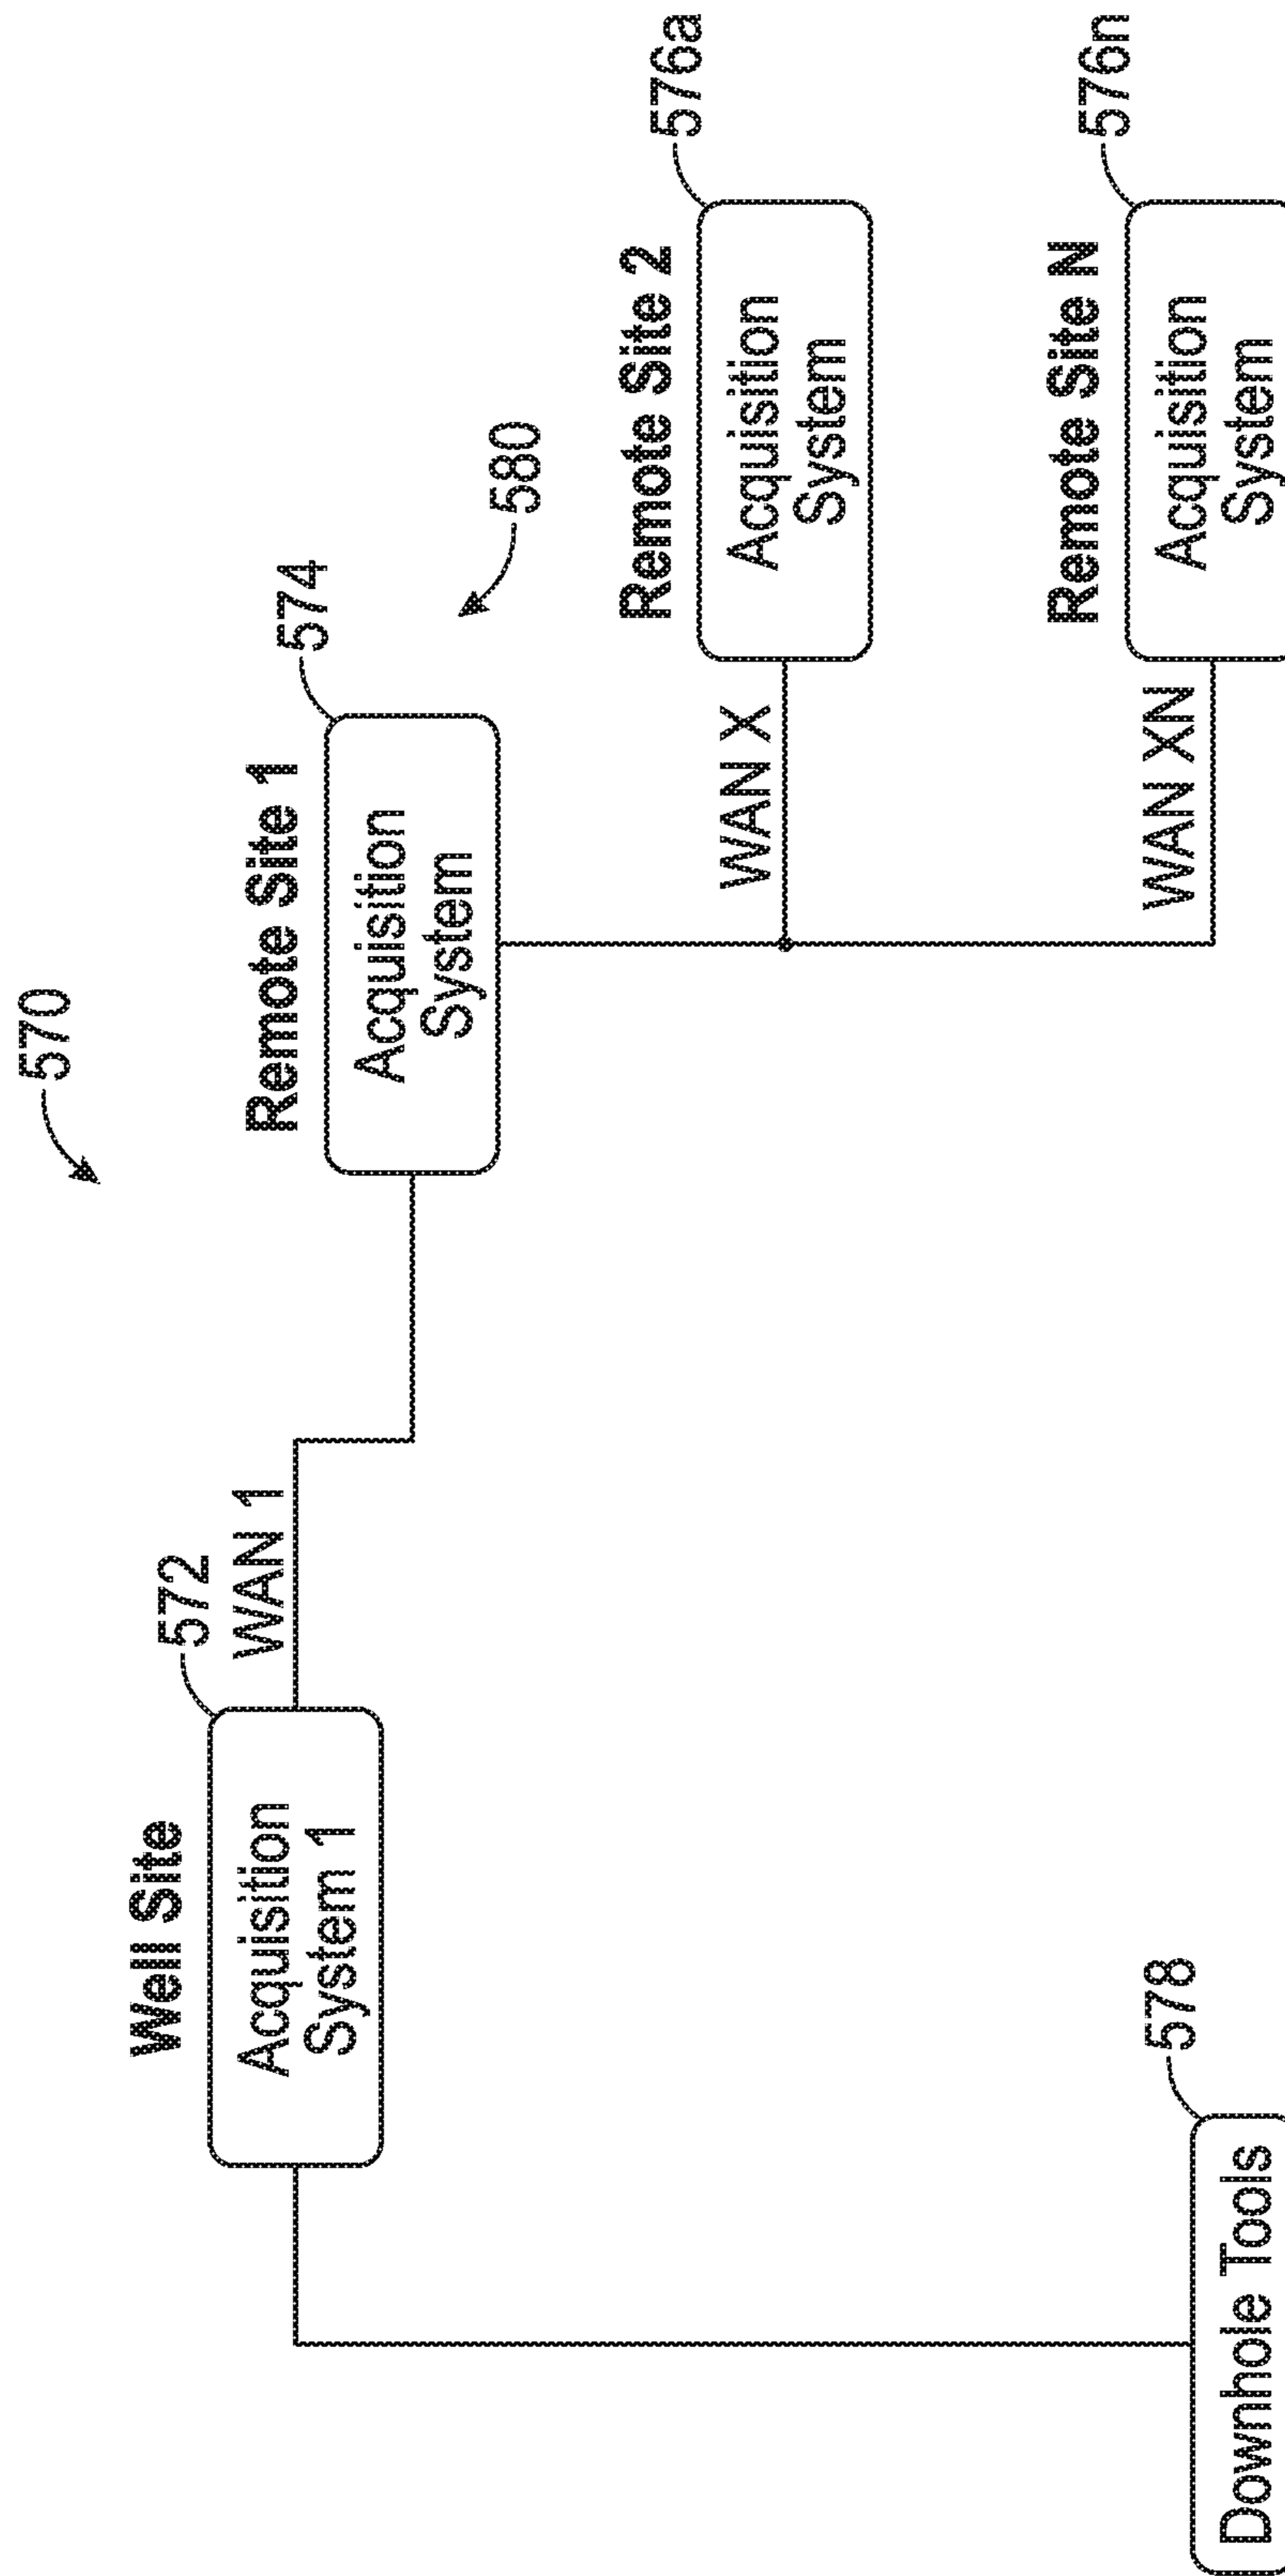 570
Well Site
572
Acquisition
System 1
WAN 1
Remote Site 1
574
Acquisition
System
580
Remote Site 2
576a
Acquisition
System
WAN X
Remote Site N
576n
Acquisition
System
WAN XN
578
Downhole Tools